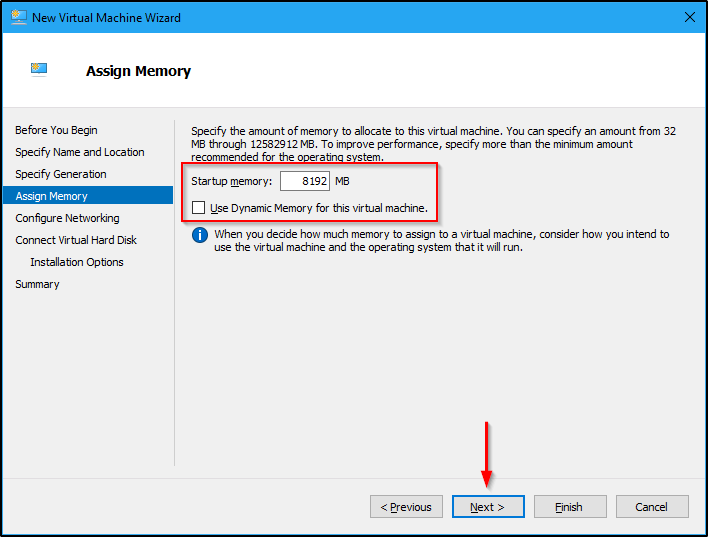 New Virtual Machine Wizard
Assign Memory
Before You Begin
Specify Name and Location
Specify Generation
Assign Memory
Configure Networking
Connect Virtual Hard Disk
Installation Options
Summary
Specify the amount of memory to allocate to this virtual machine. You can specify an amount from 32
MB through 12582912 MB. To improve performance, specify more than the minimum amount
recommended for the operating system.
Startup memory: 8192 MB
Use Dynamic Memory for this virtual machine.
When you decide how much memory to assign to a virtual machine, consider how you intend to
use the virtual machine and the operating system that it will run.
< Previous Next > Finish Cancel